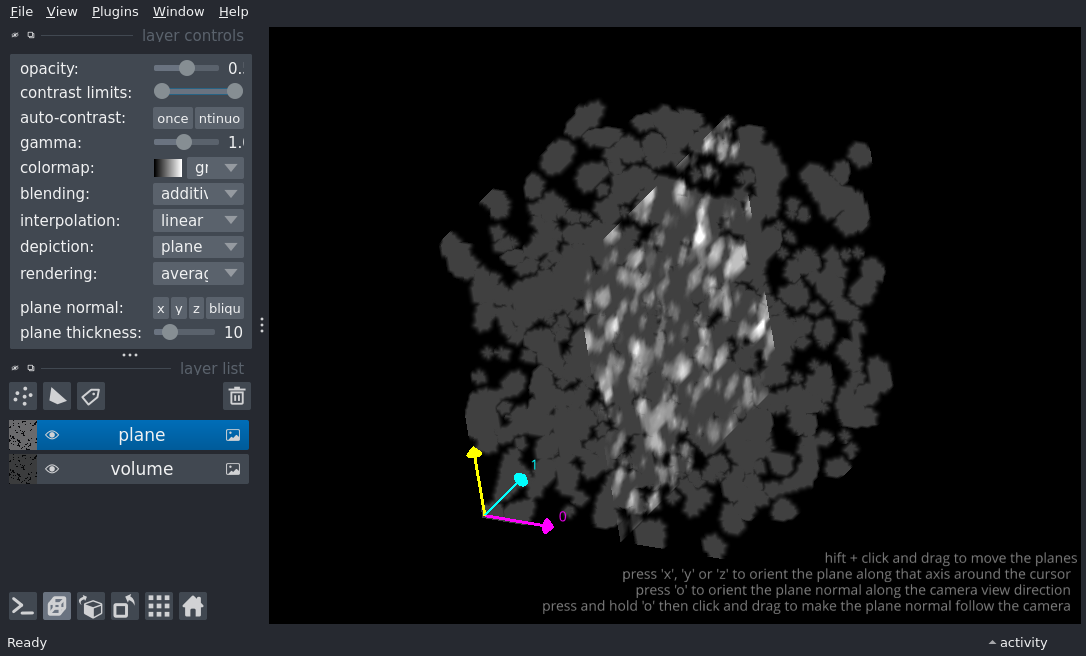 File View Plugins Window Help
layer controls
opacity: 0.
contrast limits:
auto-contrast: once ntinuo
gamma: 1.
colormap: gr
blending: additiv
interpolation: linear
depiction: plane
rendering: averag
plane normal: x y z bliqu
plane thickness: 10
layer list
plane
volume
1
0
hift + click and drag to move the planes
press 'x', 'y' or 'z' to orient the plane along that axis around the cursor
press 'o' to orient the plane normal along the camera view direction
press and hold 'o' then click and drag to make the plane normal follow the camera
Ready
activity